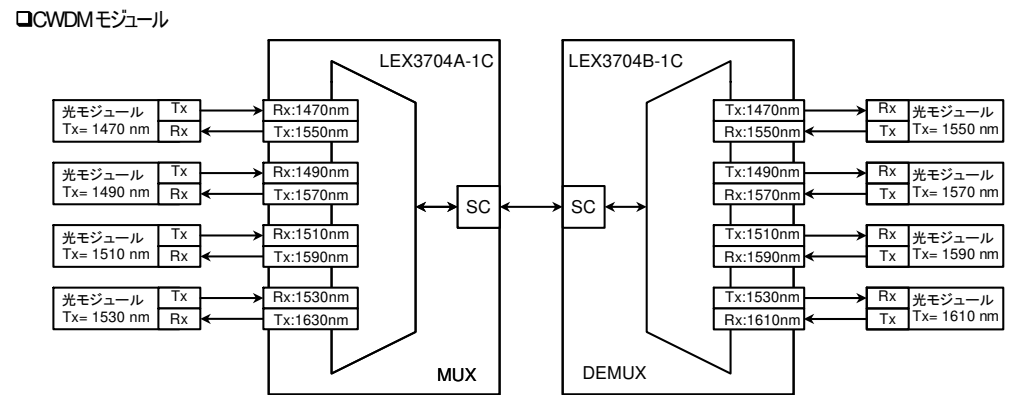 ❑CWDMモジュール
LEX3704A-1C
光モジュール
Tx= 1470 nm
Tx
Rx
Rx:1470nm
Tx:1550nm
光モジュール
Tx= 1490 nm
Tx
Rx
Rx:1490nm
Tx:1570nm
光モジュール
Tx= 1510 nm
Tx
Rx
Rx:1510nm
Tx:1590nm
光モジュール
Tx= 1530 nm
Tx
Rx
Rx:1530nm
Tx:1630nm
SC
MUX
LEX3704B-1C
SC
DEMUX
Tx:1470nm
Rx:1550nm
Rx
Tx
光モジュール
Tx= 1550 nm
Tx:1490nm
Rx:1570nm
Rx
Tx
光モジュール
Tx= 1570 nm
Tx:1510nm
Rx:1590nm
Rx
Tx
光モジュール
Tx= 1590 nm
Tx:1530nm
Rx:1610nm
Rx
Tx
光モジュール
Tx= 1610 nm